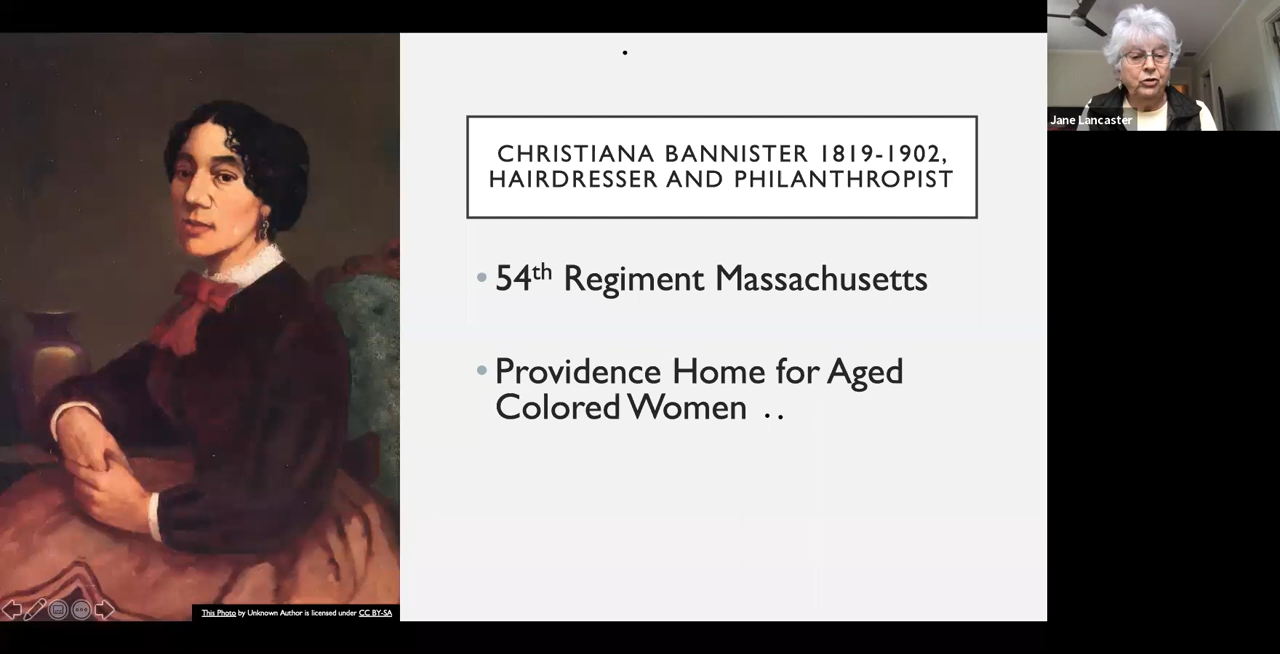 CHRISTIANA BANNISTER 1819-1902,
HAIRDRESSER AND PHILANTHROPIST
• 54th Regiment Massachusetts
• Providence Home for Aged
Colored Women . .
This Photo by Unknown Author is licensed under CC BY-SA
Jane Lancaster